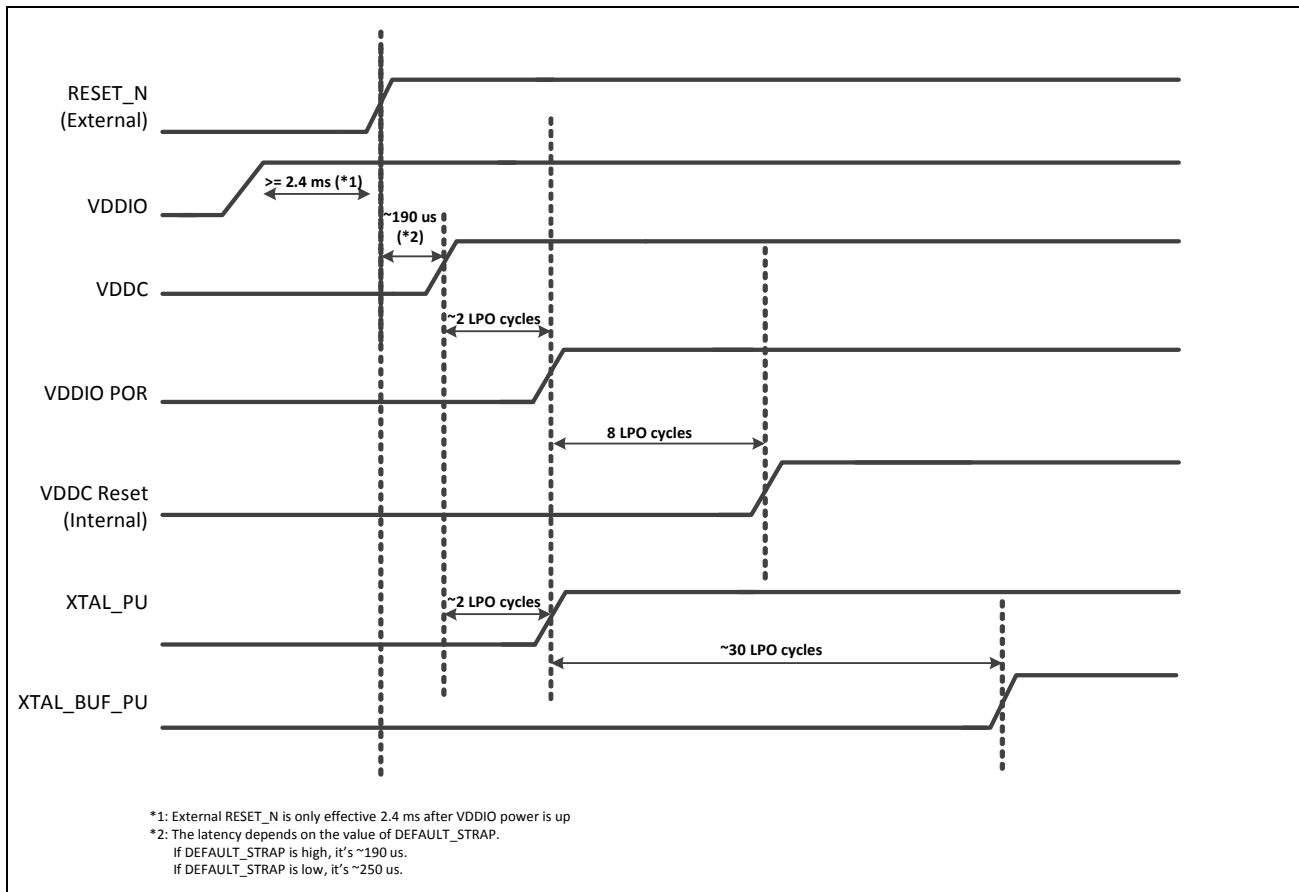 RESET_N
(External)
>= 2.4 ms (*1)
VDDIO
~190 us
(*2)
VDDC
~2 LPO cycles
VDDIO POR
8 LPO cycles
VDDC Reset
(Internal)
XTAL_PU
~2 LPO cycles
~30 LPO cycles
XTAL_BUF_PU
*1: External RESET_N is only effective 2.4 ms after VDDIO power is up
*2: The latency depends on the value of DEFAULT_STRAP.
If DEFAULT_STRAP is high, it’s ~190 us.
If DEFAULT_STRAP is low, it’s ~250 us.